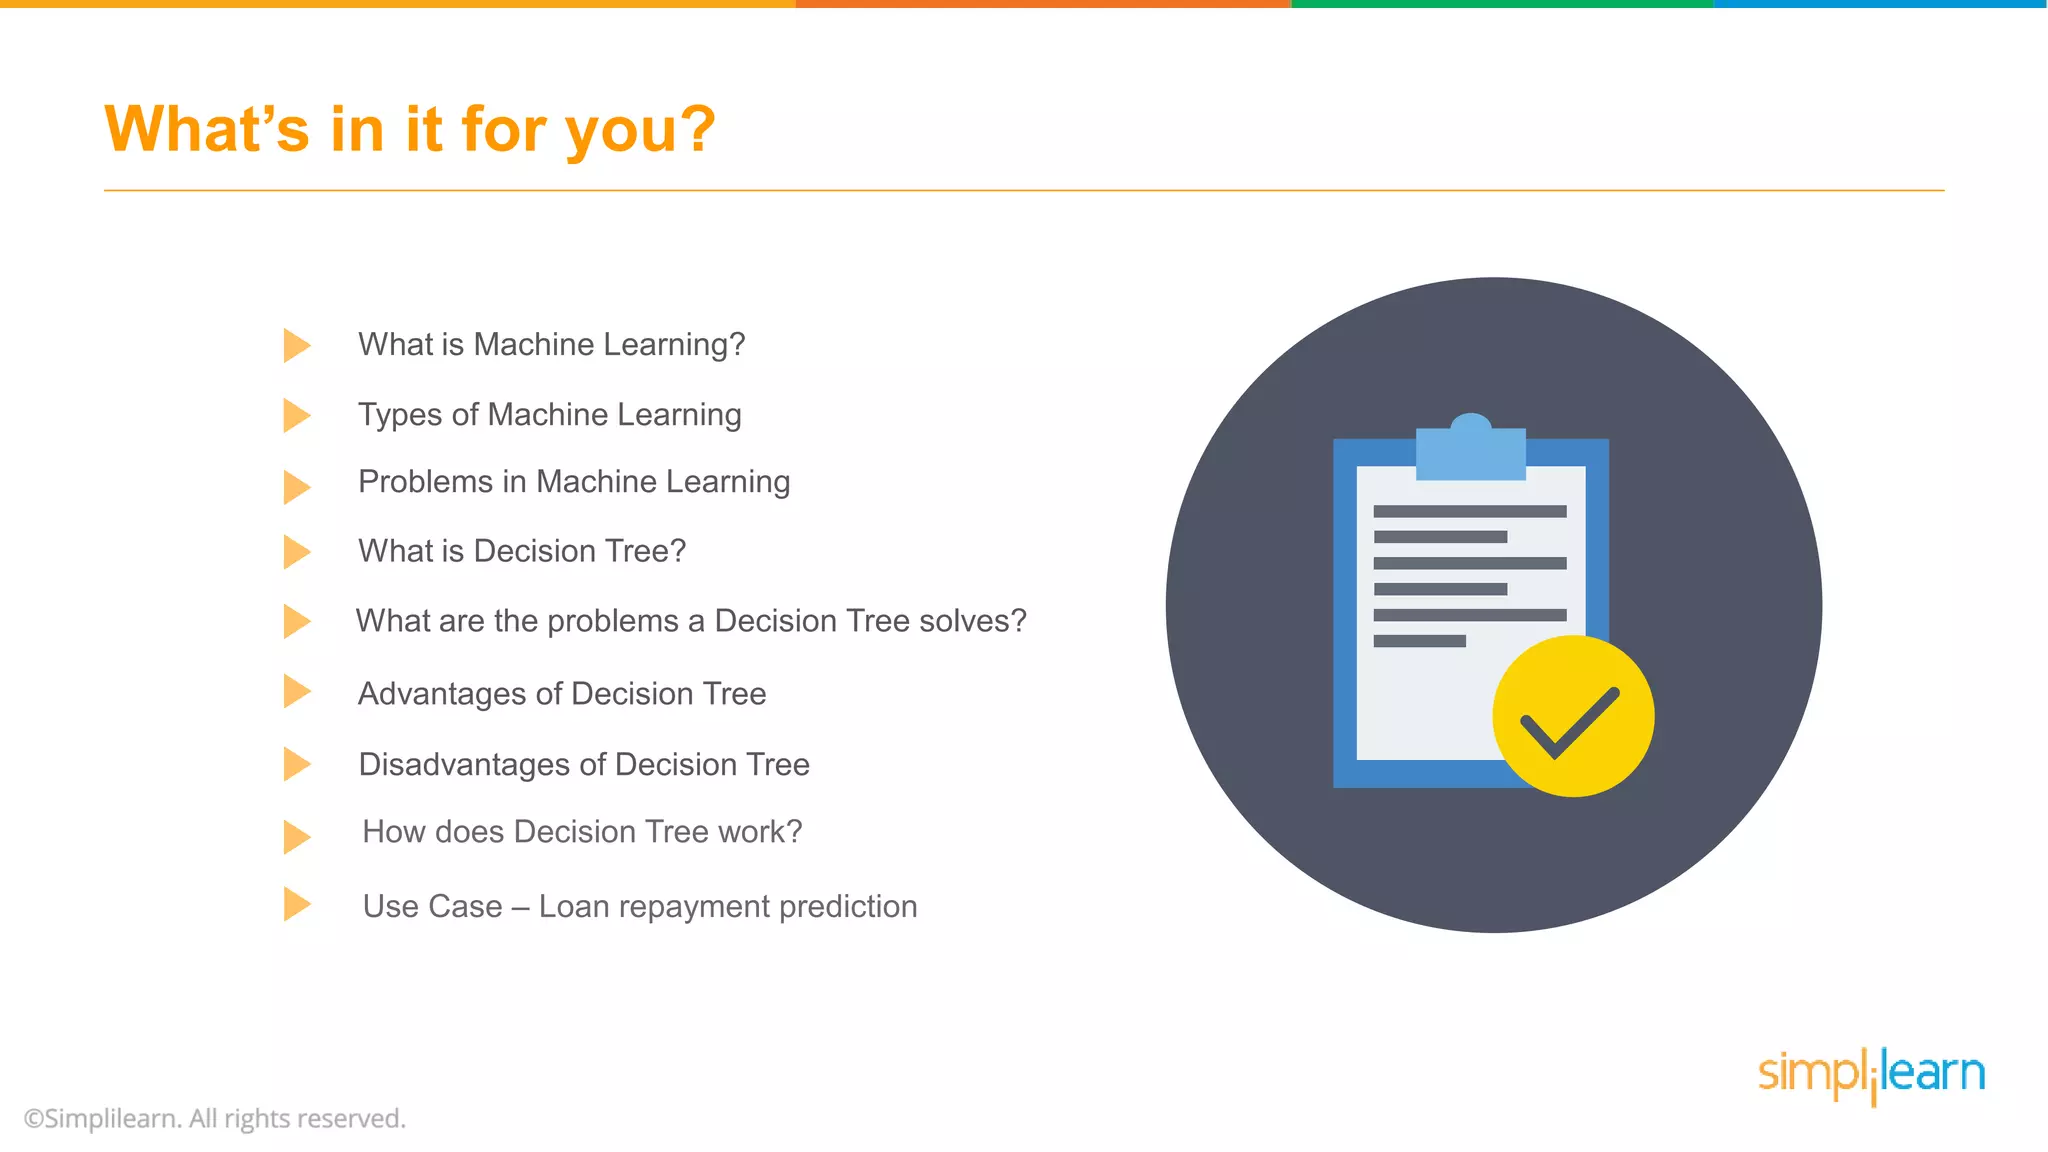 What’s in it for you?
What is Machine Learning?
Types of Machine Learning
Problems in Machine Learning
What is Decision Tree?
What are the problems a Decision Tree solves?
Advantages of Decision Tree
Disadvantages of Decision Tree
How does Decision Tree work?
Use Case – Loan repayment prediction
simplilearn
©Simplilearn. All rights reserved.